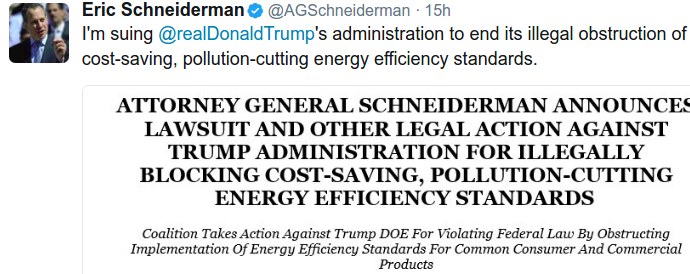 Eric Schneiderman @AGSchneiderman · 15h
I'm suing @realDonaldTrump's administration to end its illegal obstruction of
cost-saving, pollution-cutting energy efficiency standards.
ATTORNEY GENERAL SCHNEIDERMAN ANNOUNCES
LAWSUIT AND OTHER LEGAL ACTION AGAINST
TRUMP ADMINISTRATION FOR ILLEGALLY
BLOCKING COST-SAVING, POLLUTION-CUTTING
ENERGY EFFICIENCY STANDARDS
Coalition Takes Action Against Trump DOE For Violating Federal Law By Obstructing
Implementation Of Energy Efficiency Standards For Common Consumer And Commercial
Products